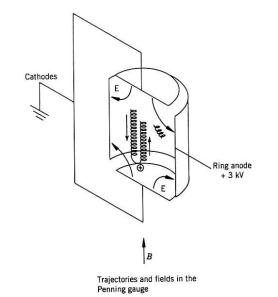 Cathodes
E
Ring anode
+ 3 kV
E
B
Trajectories and fields in the
Penning gauge